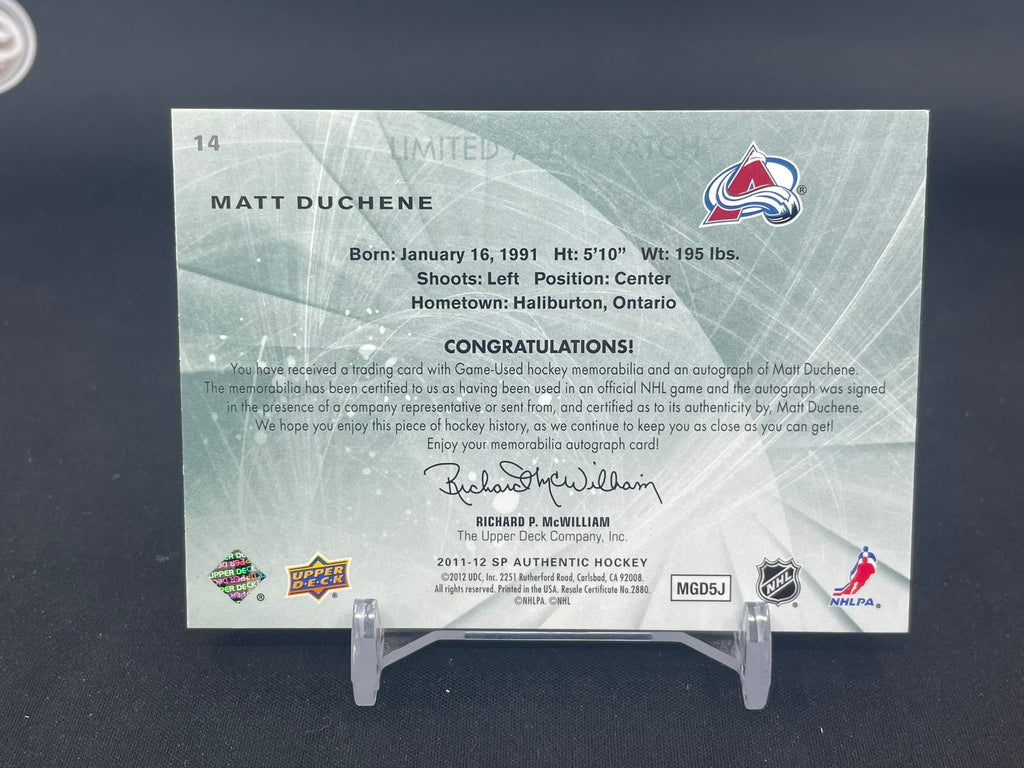 14
LIMITED AUTO PATCH
MATT DUCHENE
®
Born: January 16, 1991 Ht: 5'10” Wt: 195 lbs.
Shoots: Left Position: Center
Hometown: Haliburton, Ontario
CONGRATULATIONS!
You have received a trading card with Game-Used hockey memorabilia and an autograph of Matt Duchene.
The memorabilia has been certified to us as having been used in an official NHL game and the autograph was signed
in the presence of a company representative or sent from, and certified as to its authenticity by, Matt Duchene.
We hope you enjoy this piece of hockey history, as we continue to keep you as close as you can get!
Enjoy your memorabilia autograph card!
Richard McWilliam
RICHARD P. McWILLIAM
The Upper Deck Company, Inc.
2011-12 SP AUTHENTIC HOCKEY
©2012 UDC, Inc. 2251 Rutherford Road, Carlsbad, CA 92008.
All rights reserved. Printed in the USA. Resale Certificate No.2880.
©NHLPA. ©NHL
UPPER DECK ®
UPPER DECK ®
MGD5J
NHL ®
NHLPA ®